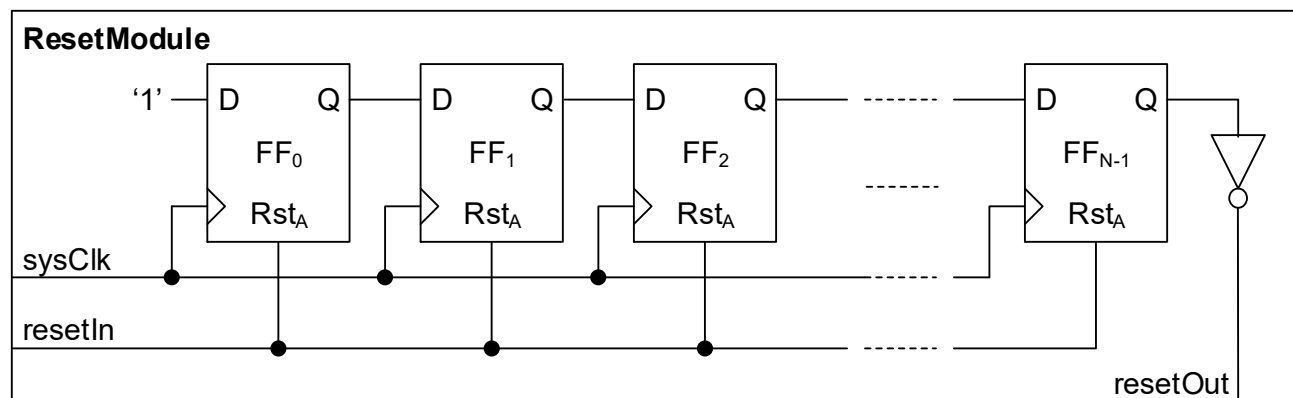 ResetModule
‘1’ D Q D Q D Q D Q
FF0 FF1 FF2 FFN-1
RstA RstA RstA RstA
sysClk
resetIn
resetOut